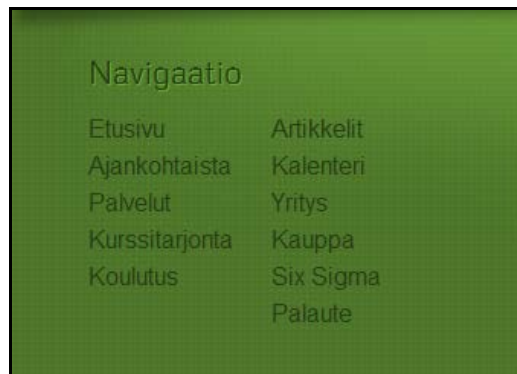 Navigaatio
Etusivu
Ajankohtaista
Palvelut
Kurssitarjonta
Koulutus
Artikkelit
Kalenteri
Yritys
Kauppa
Six Sigma
Palaute